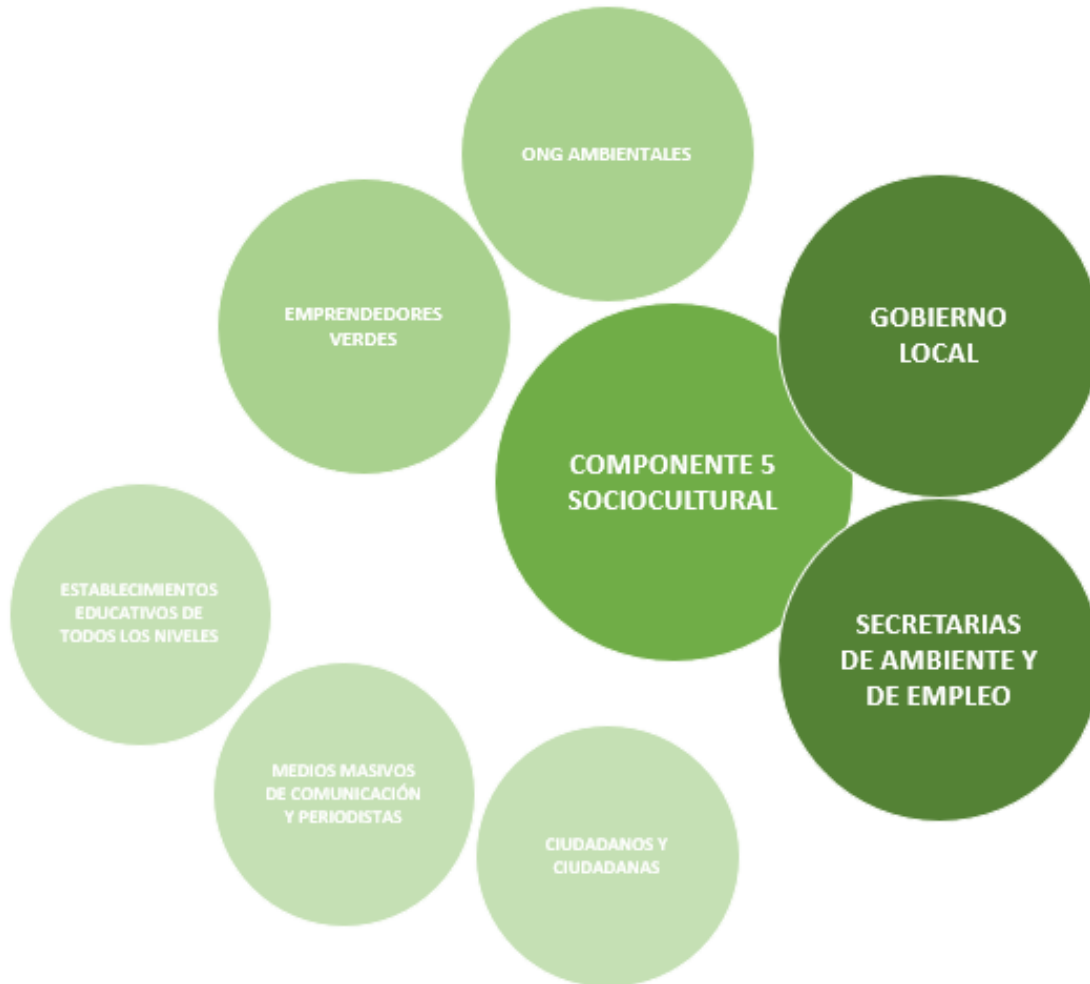 ONG AMBIENTALES
EMPRENDEDORES
VERDES
GOBIERNO
LOCAL
COMPONENTE 5
SOCIOCULTURAL
SECRETARIAS
DE AMBIENTE Y
DE EMPLEO
ESTABLECIMIENTOS
EDUCATIVOS DE
TODOS LOS NIVELES
MEDIOS MASIVOS
DE COMUNICACIÓN
Y PERIODISTAS
CIUDADANOS Y
CIUDADANAS